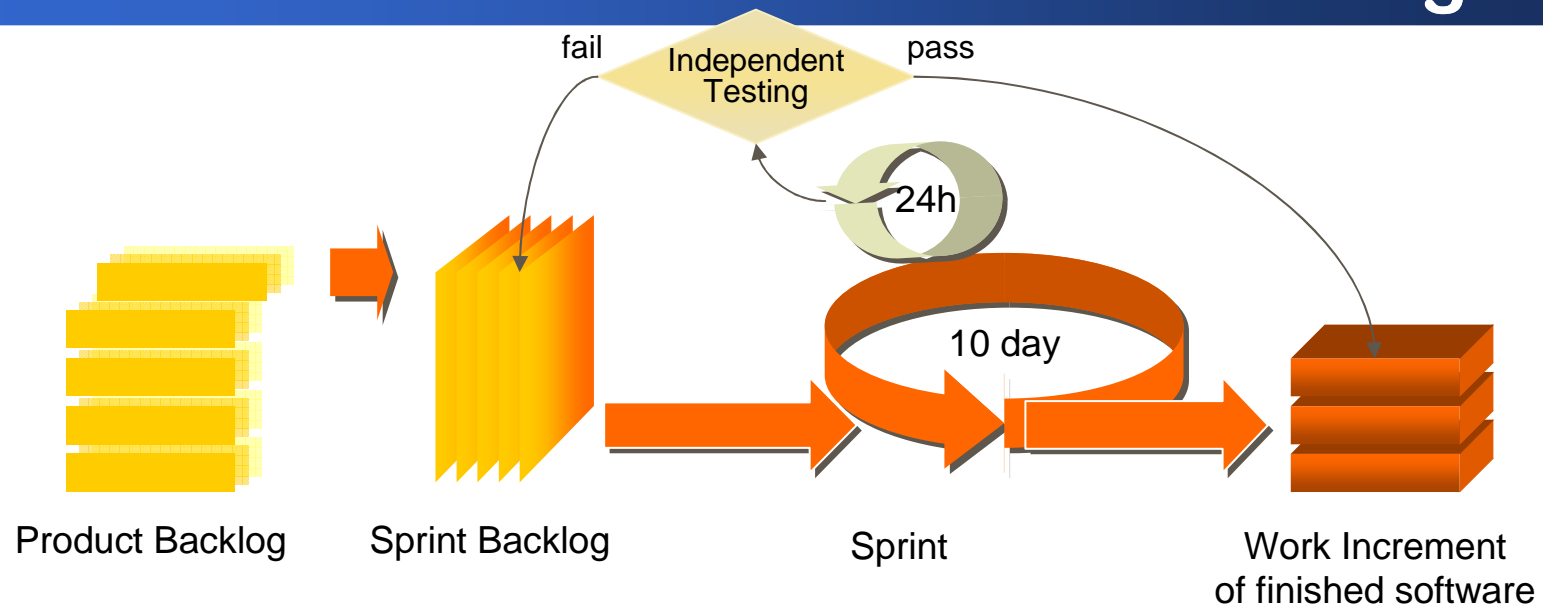 fail
Independent
Testing
pass
24h
10 day
Product Backlog
Sprint Backlog
Sprint
Work Increment
of finished software